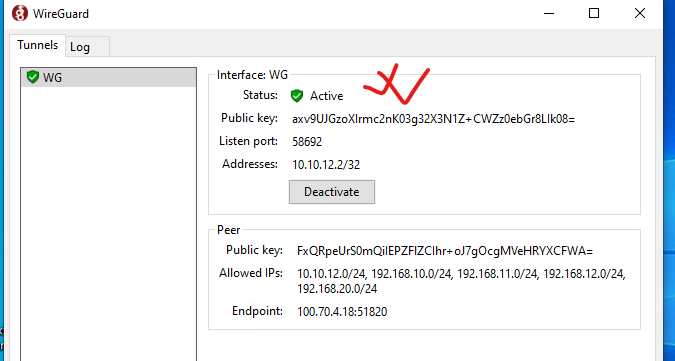 WireGuard
Tunnels
Log
WG
Interface: WG
Status: Active
Public key: axv9UJGzoXlrmc2nK03g32X3N1Z+CWZz0ebGr8Llk08=
Listen port: 58692
Addresses: 10.10.12.2/32
Deactivate
Peer
Public key: FxQRpeUrS0mQilEPZFlZClhr+oJ7gOcgMVeHRYXCFWA=
Allowed IPs: 10.10.12.0/24, 192.168.10.0/24, 192.168.11.0/24, 192.168.12.0/24,
192.168.20.0/24
Endpoint: 100.70.4.18:51820